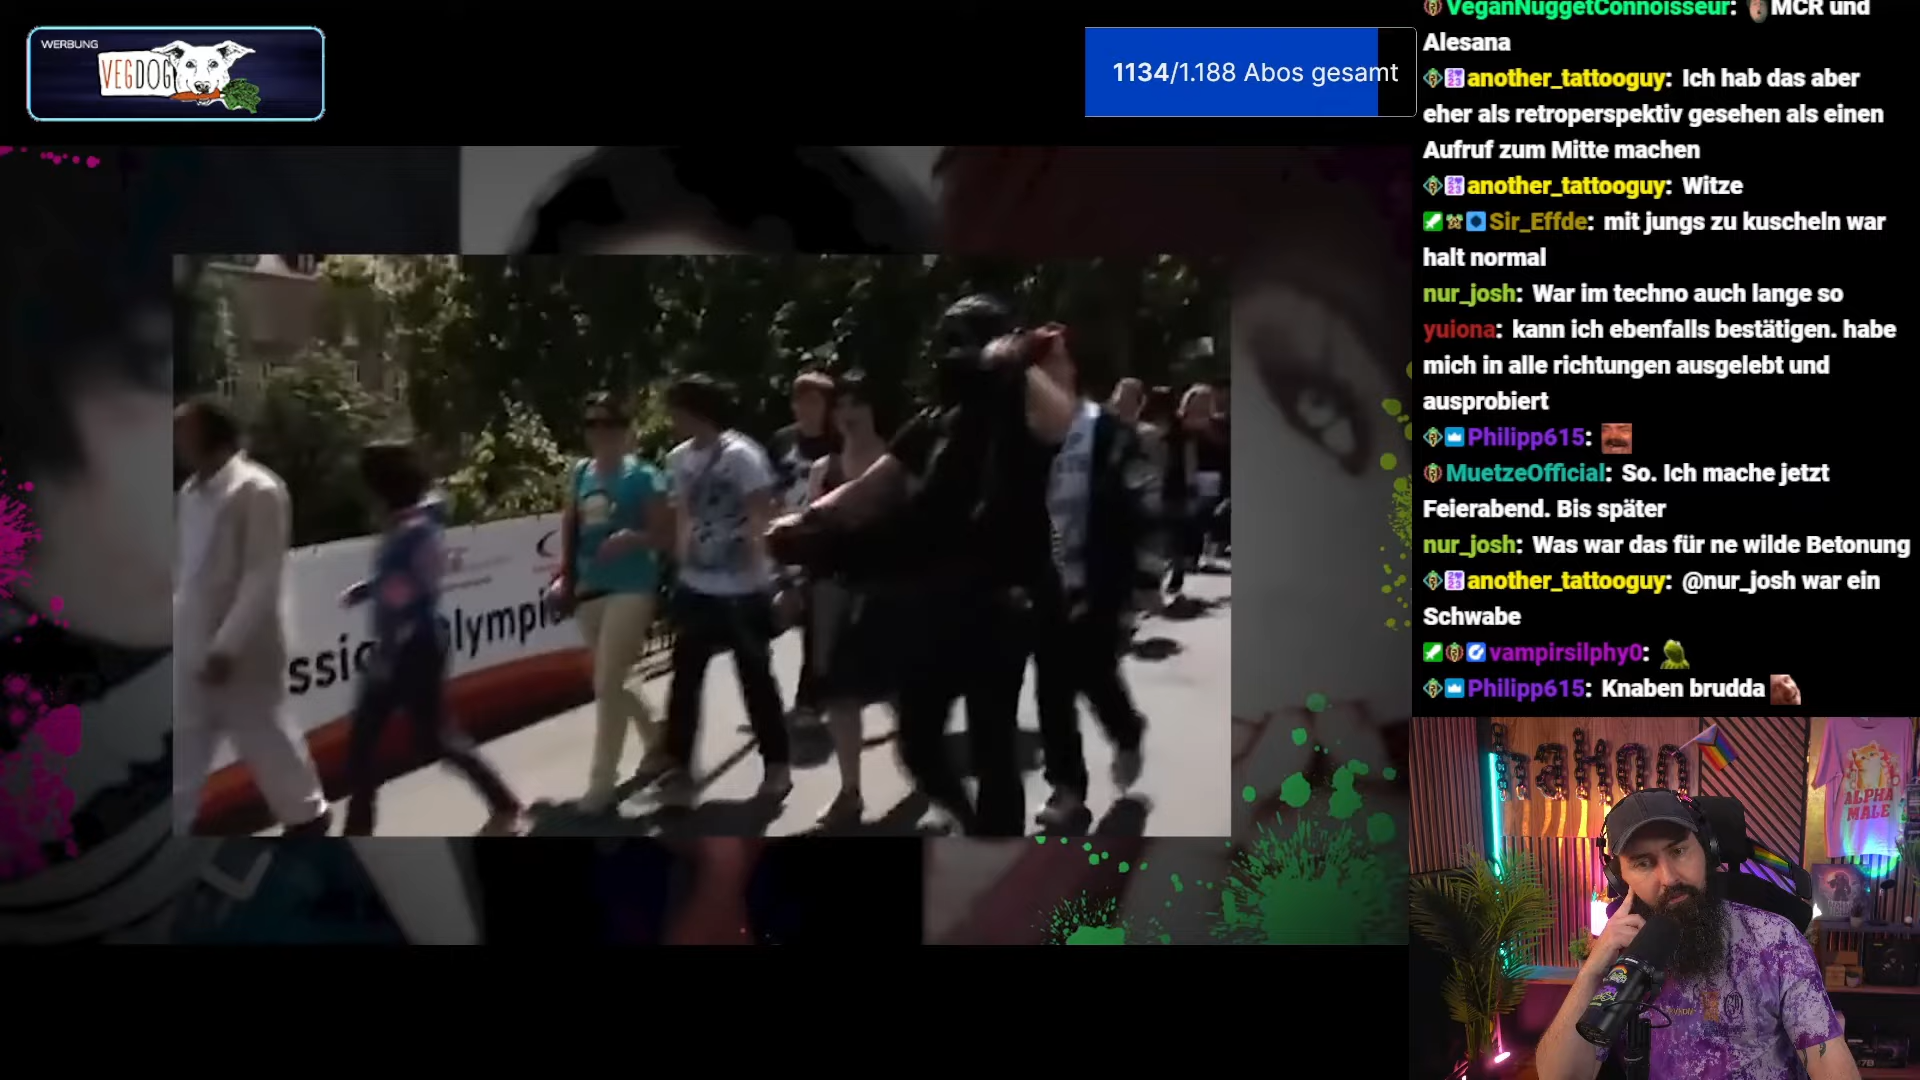 WERBUNG
VEGDOG
1134/1.188 Abos gesamt
ssic
lympi
VeganNuggetConnoisseur: MCR und
Alesana
another_tattooguy: Ich hab das aber
eher als retroperspektiv gesehen als einen
Aufruf zum Mitte machen
another_tattooguy: Witze
Sir_Effde: mit jungs zu kuscheln war
halt normal
nur_josh: War im techno auch lange so
yuiona: kann ich ebenfalls bestätigen. habe
mich in alle richtungen ausgelebt und
ausprobiert
Philipp615:
MuetzeOfficial: So. Ich mache jetzt
Feierabend. Bis später
nur_josh: Was war das für ne wilde Betonung
another_tattooguy: @nur_josh war ein
Schwabe
vampirsilphy0:
Philipp615: Knaben brudda
ALPHA
MALE